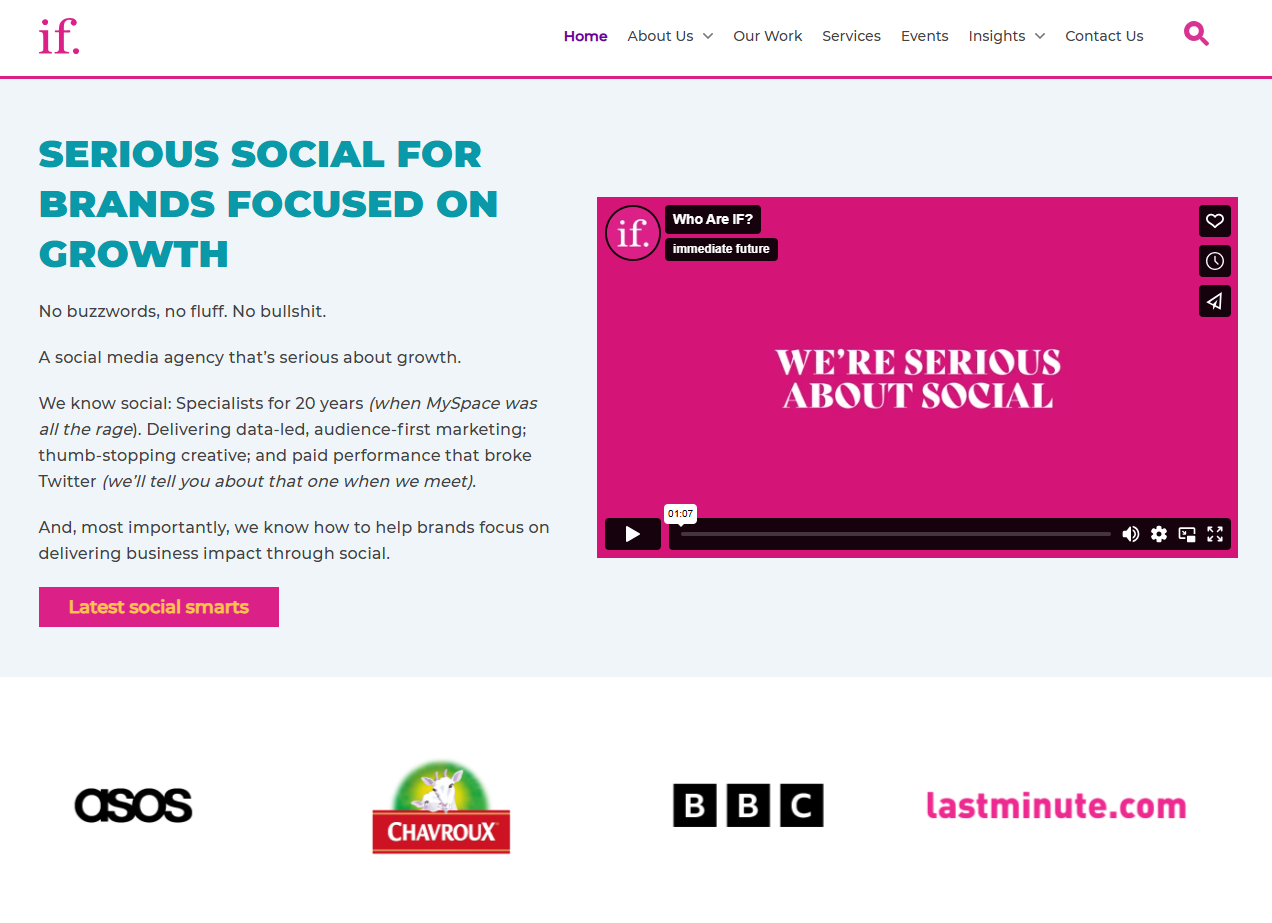 if.
Home About Us Our Work Services Events Insights Contact Us
SERIOUS SOCIAL FOR
BRANDS FOCUSED ON
GROWTH
No buzzwords, no fluff. No bullshit.
A social media agency that’s serious about growth.
We know social: Specialists for 20 years (when MySpace was
all the rage). Delivering data-led, audience-first marketing;
thumb-stopping creative; and paid performance that broke
Twitter (we’ll tell you about that one when we meet).
And, most importantly, we know how to help brands focus on
delivering business impact through social.
Latest social smarts
if.
Who Are IF?
immediate future
WE’RE SERIOUS
ABOUT SOCIAL
01:07
asos
CHAVROUX
BBC
lastminute.com